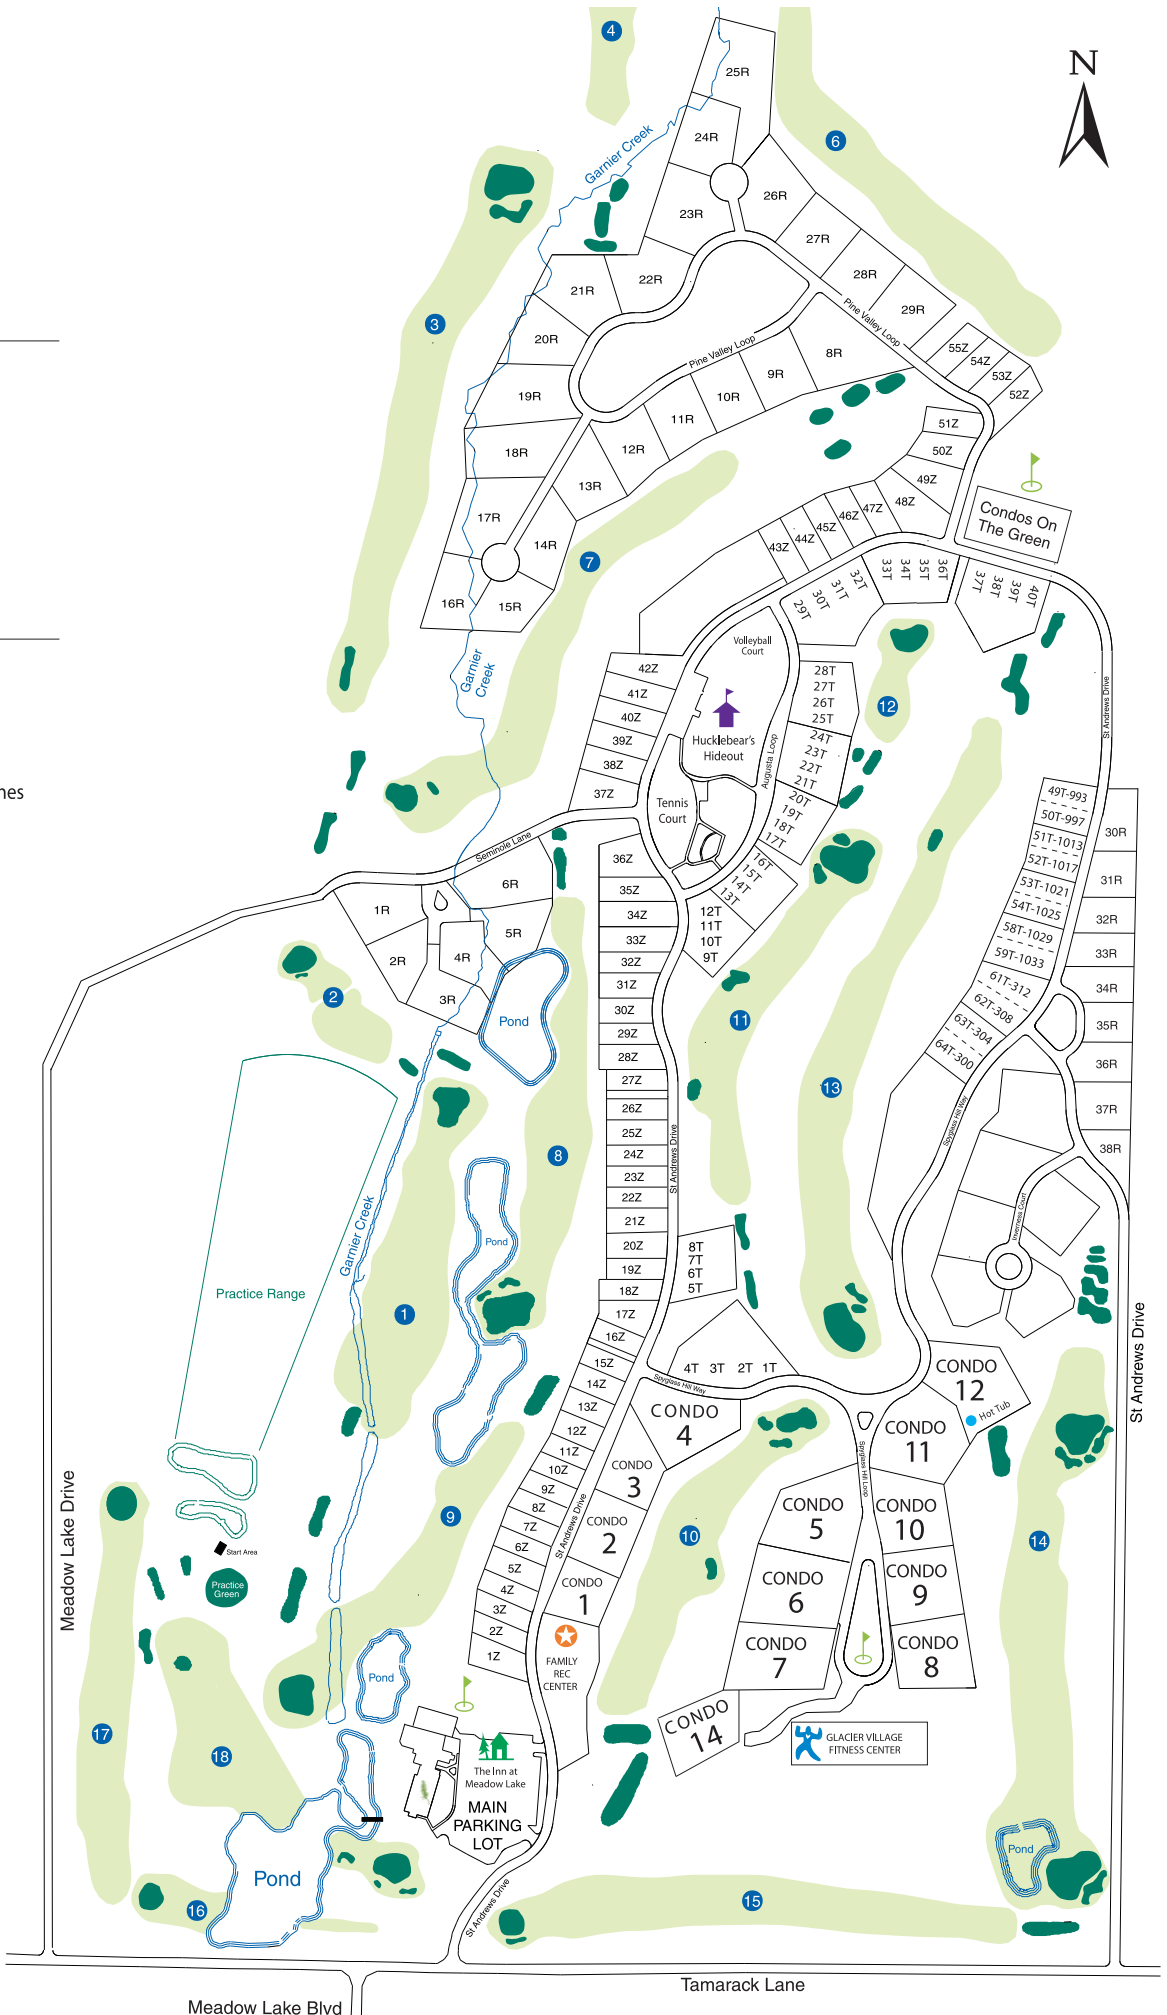 4
N
25R
6
24R
Garnier Creek
26R
23R
27R
22R
28R
21R
29R
Pine Valley Loop
3
20R
55Z
54Z
53Z
52Z
Pine Valley Loop
8R
9R
19R
10R
11R
51Z
12R
18R
50Z
13R
49Z
48Z
47Z
46Z
45Z
44Z
43Z
Condos On
The Green
17R
14R
7
36T
35T
34T
33T
32T
31T
30T
29T
37T
38T
39T
40T
16R
15R
Volleyball
Court
Garnier
Creek
42Z
41Z
40Z
39Z
38Z
37Z
28T
27T
26T
25T
24T
23T
22T
21T
20T
19T
18T
17T
16T
15T
14T
13T
12T
11T
10T
9T
12
St Andrews Drive
Hucklebear's
Hideout
Augusta Loop
Tennis
Court
nes
49T-993
50T-997
51T-1013
52T-1017
53T-1021
54T-1025
58T-1029
59T-1033
61T-312
62T-308
63T-304
64T-300
30R
31R
32R
33R
34R
35R
36R
37R
38R
Seminole Lane
6R
1R
5R
4R
2R
3R
36Z
35Z
34Z
33Z
32Z
31Z
30Z
29Z
28Z
27Z
26Z
25Z
24Z
23Z
22Z
21Z
20Z
19Z
18Z
17Z
16Z
15Z
14Z
13Z
12Z
11Z
10Z
9Z
8Z
7Z
6Z
5Z
4Z
3Z
2Z
1Z
2
Pond
11
13
Spyglass Hill Way
8
St Andrews Drive
Inverness Court
Garnier Creek
Pond
8T
7T
6T
5T
Practice Range
1
4T
3T
2T
1T
Spyglass Hill Way
St Andrews Drive
CONDO
12
Hot Tub
CONDO
4
CONDO
11
CONDO
3
Spyglass Hill Loop
Meadow Lake Drive
St Andrews Drive
CONDO
2
CONDO
5
CONDO
10
9
10
14
Start Area
Practice
Green
CONDO
1
CONDO
6
CONDO
9
FAMILY
REC
CENTER
CONDO
7
CONDO
8
Pond
CONDO
14
17
18
GLACIER VILLAGE
FITNESS CENTER
The Inn at
Meadow Lake
MAIN
PARKING
LOT
Pond
Pond
16
15
St Andrews Drive
Tamarack Lane
Meadow Lake Blvd